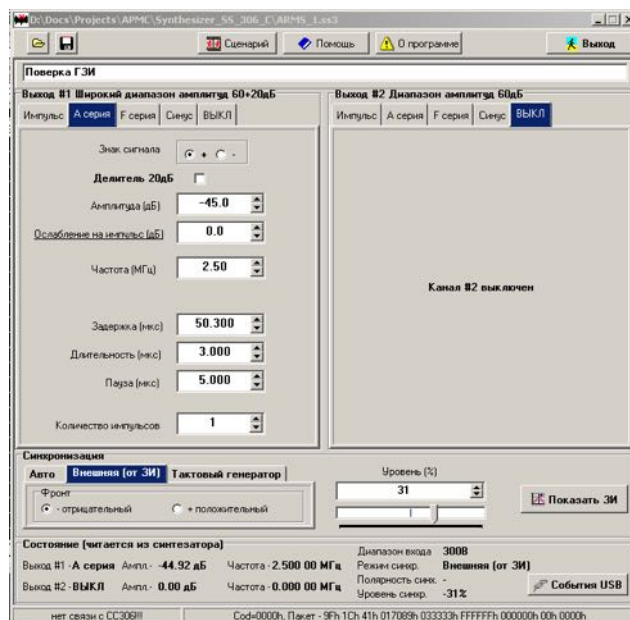 D:\Docs\Projects\APMC\Synthesizer_SS_306_C\ARMS_1.ss3
Сценарий Помощь О программе Выход
Поверка ГЗИ
Выход #1 Широкий диапазон амплитуд 60+20дБ
Импульс А серия F серия Синус ВЫКЛ
Знак сигнала + -
Делитель 20дБ
Амплитуда (дБ) -45.0
Ослабление на импульс (дБ) 0.0
Частота (МГц) 2.50
Задержка (мкс) 50.300
Длительность (мкс) 3.000
Пауза (мкс) 5.000
Количество импульсов 1
Выход #2 Диапазон амплитуд 60дБ
Импульс А серия F серия Синус ВЫКЛ
Канал #2 выключен
Синхронизация
Авто Внешняя (от ЗИ) Тактовый генератор
Фронт
- отрицательный + положительный
Уровень (%)
31
Показать ЗИ
Состояние (читается из синтезатора)
Выход #1 - А серия Ампл.- -44.92 дБ Частота - 2.500 00 МГц
Выход #2 - ВЫКЛ Ампл.- 0.00 дБ Частота - 0.000 00 МГц
Диапазон входа 300В
Режим синхр. Внешняя (от ЗИ)
Полярность синх. -
Уровень синхр. -31%
События USB
нет связи с СС306!!! Cod=0000h, Пакет - 9Fh 1Ch 41h 017089h 033333h FFFFFFh 000000h 00h 0000h